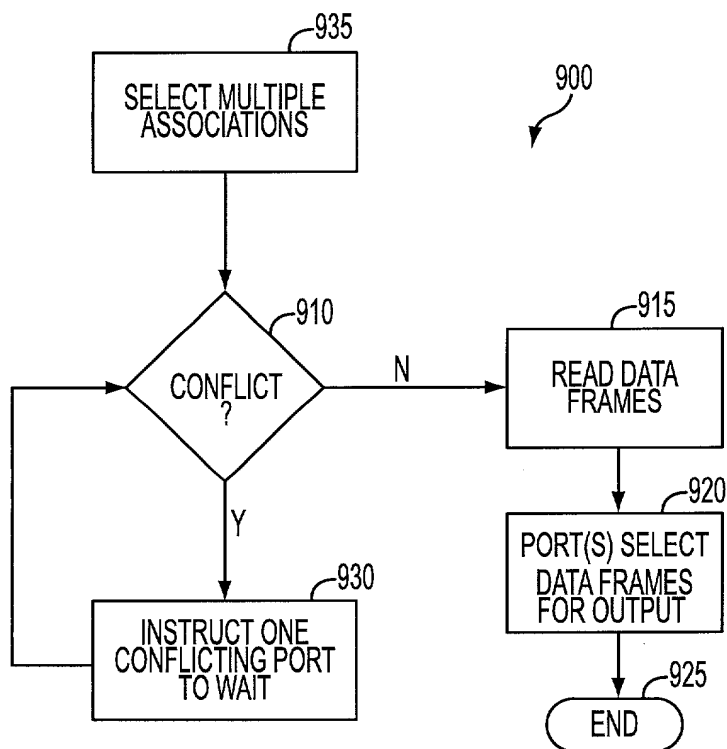 935
SELECT MULTIPLE
ASSOCIATIONS
900
910
CONFLICT
?
N
915
READ DATA
FRAMES
920
PORT(S) SELECT
DATA FRAMES
FOR OUTPUT
Y
930
INSTRUCT ONE
CONFLICTING PORT
TO WAIT
925
END